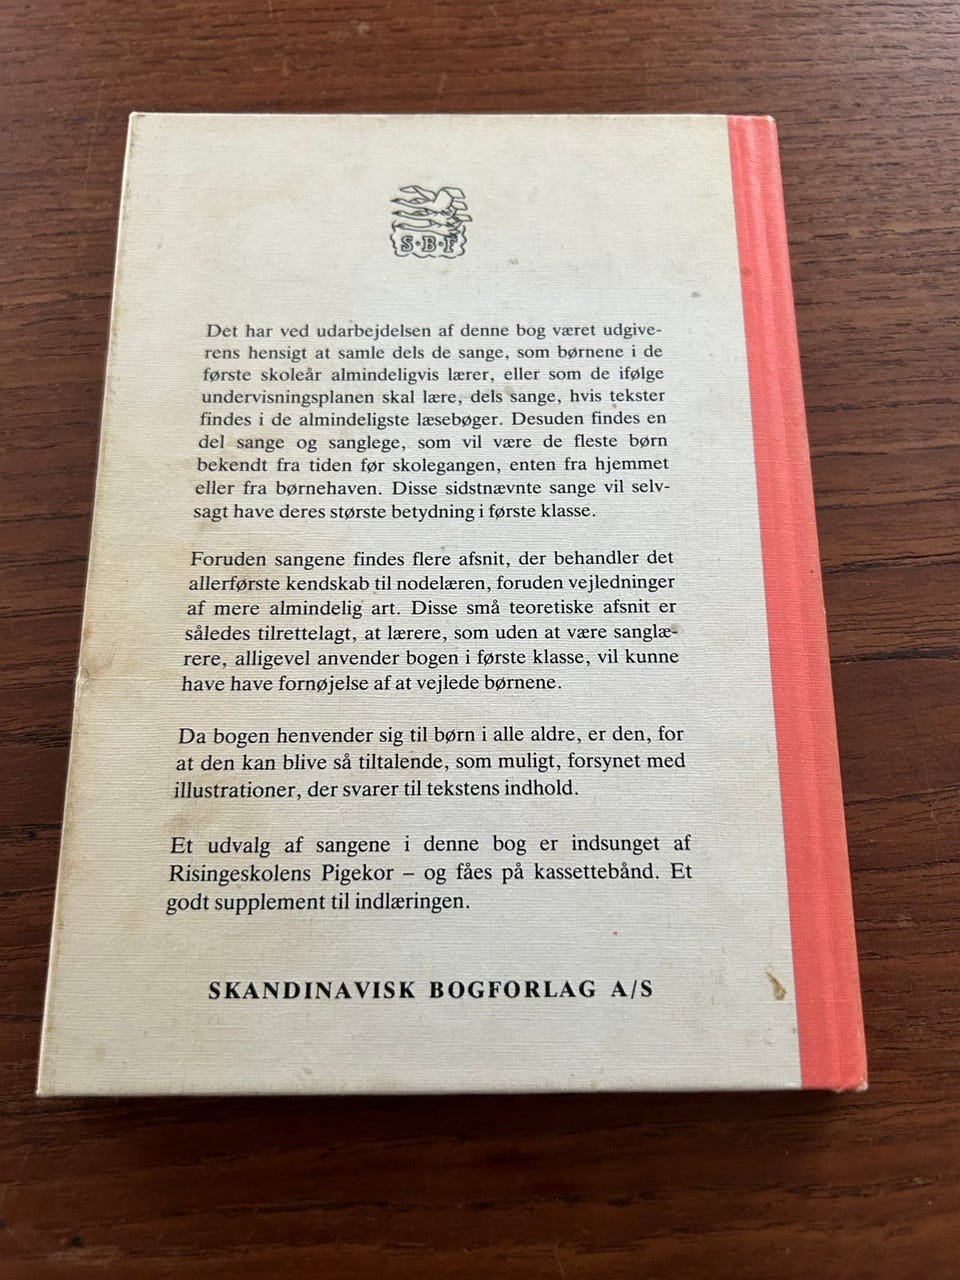 S·B·F
Det har ved udarbejdelsen af denne bog været udgive-
rens hensigt at samle dels de sange, som børnene i de
første skoleår almindeligvis lærer, eller som de ifølge
undervisningsplanen skal lære, dels sange, hvis tekster
findes i de almindeligste læsebøger. Desuden findes en
del sange og sanglege, som vil være de fleste børn
bekendt fra tiden før skolegangen, enten fra hjemmet
eller fra børnehaven. Disse sidstnævnte sange vil selv-
sagt have deres største betydning i første klasse.
Foruden sangene findes flere afsnit, der behandler det
allerførste kendskab til nodelæren, foruden vejledninger
af mere almindelig art. Disse små teoretiske afsnit er
således tilrettelagt, at lærere, som uden at være sanglæ-
rere, alligevel anvender bogen i første klasse, vil kunne
have have fornøjelse af at vejlede børnene.
Da bogen henvender sig til børn i alle aldre, er den, for
at den kan blive så tiltalende, som muligt, forsynet med
illustrationer, der svarer til tekstens indhold.
Et udvalg af sangene i denne bog er indsunget af
Risingeskolens Pigekor – og fåes på kassettebånd. Et
godt supplement til indlæringen.
SKANDINAVISK BOGFORLAG A/S